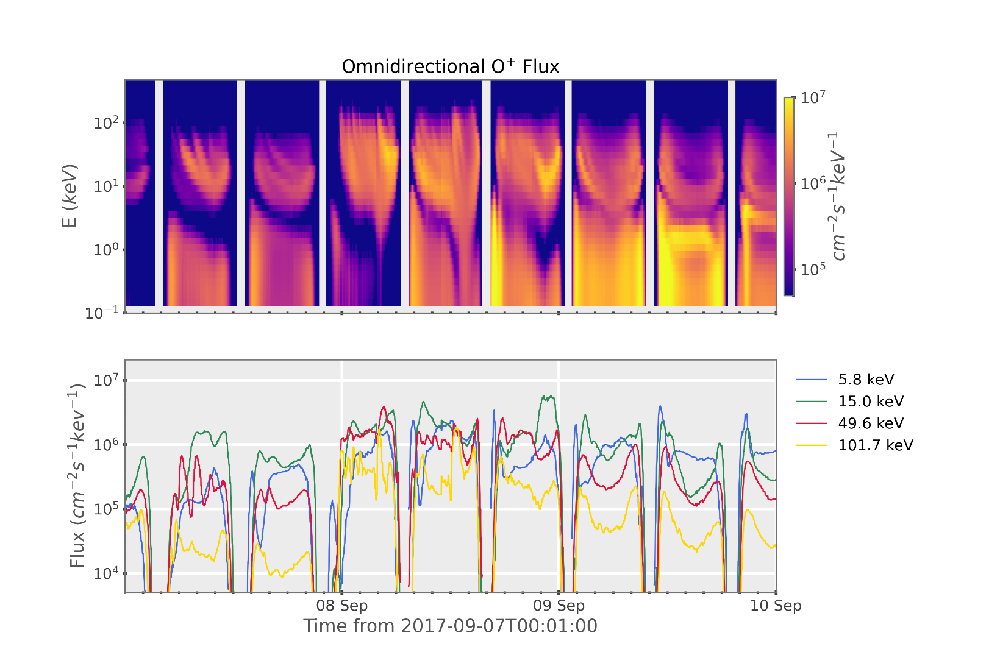 Omnidirectional O⁺ Flux
E (keV)
10²
10¹
10⁰
10⁻¹
10⁷
10⁶
10⁵
cm⁻²s⁻¹keV⁻¹
Flux (cm⁻²s⁻¹kev⁻¹)
10⁷
10⁶
10⁵
10⁴
5.8 keV
15.0 keV
49.6 keV
101.7 keV
08 Sep 09 Sep 10 Sep
Time from 2017-09-07T00:01:00